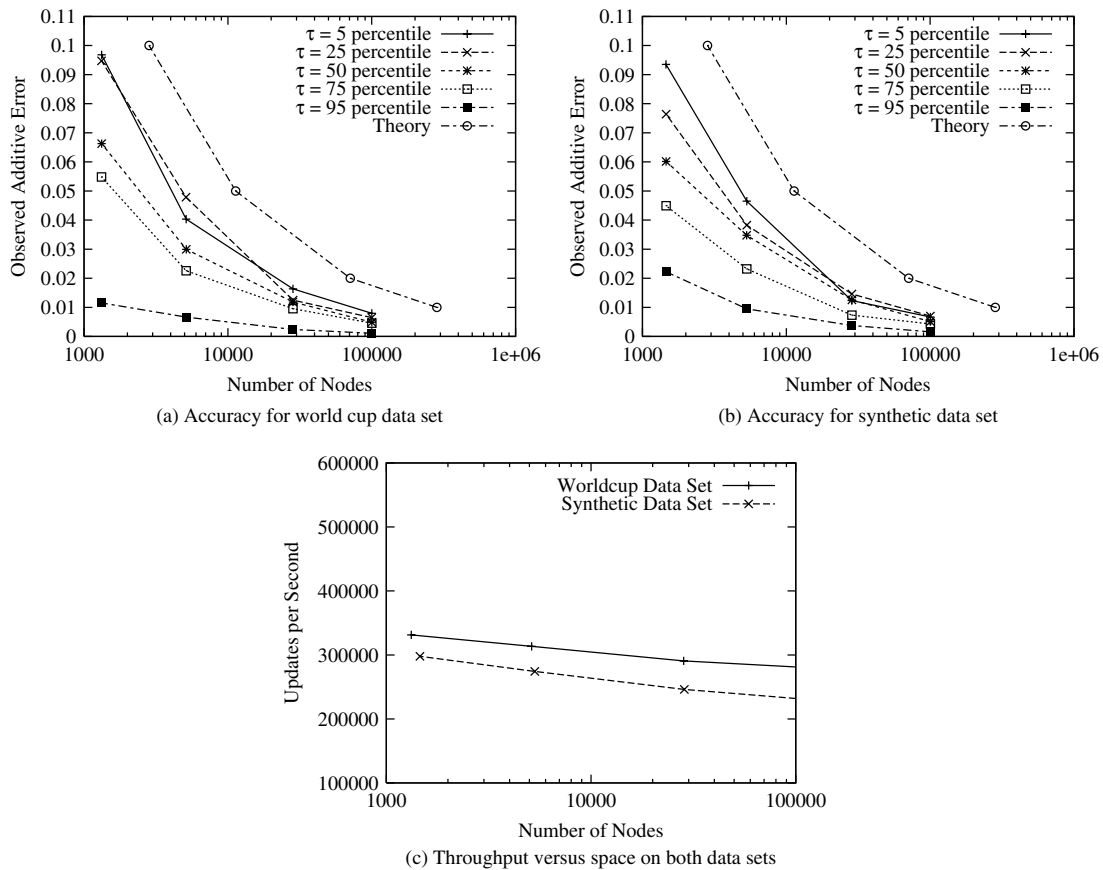 0.11
0.1
0.09
0.08
0.07
0.06
0.05
0.04
0.03
0.02
0.01
0
Observed Additive Error
τ = 5 percentile
τ = 25 percentile
τ = 50 percentile
τ = 75 percentile
τ = 95 percentile
Theory
1000 10000 100000 1e+06
Number of Nodes
(a) Accuracy for world cup data set
0.11
0.1
0.09
0.08
0.07
0.06
0.05
0.04
0.03
0.02
0.01
0
Observed Additive Error
τ = 5 percentile
τ = 25 percentile
τ = 50 percentile
τ = 75 percentile
τ = 95 percentile
Theory
1000 10000 100000 1e+06
Number of Nodes
(b) Accuracy for synthetic data set
600000
500000
400000
300000
200000
100000
Updates per Second
Worldcup Data Set
Synthetic Data Set
1000 10000 100000
Number of Nodes
(c) Throughput versus space on both data sets